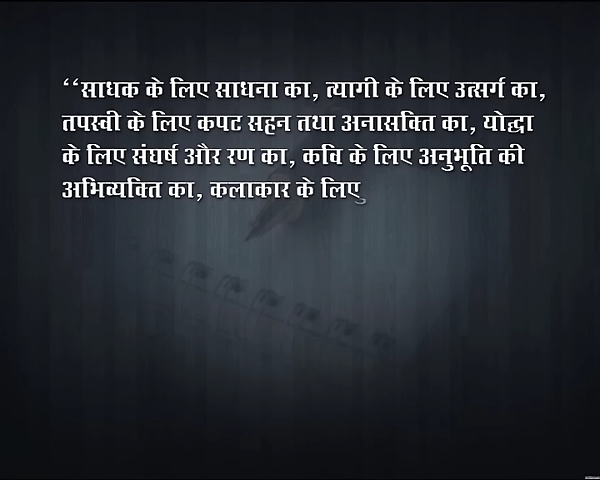 “साधक के लिए साधना का, त्यागी के लिए उत्सर्ग का,
तपस्वी के लिए कपट सहन तथा अनासक्ति का, योद्धा
के लिए संघर्ष और रण का, कवि के लिए अनुभूति की
अभिव्यक्ति का, कलाकार के लिए